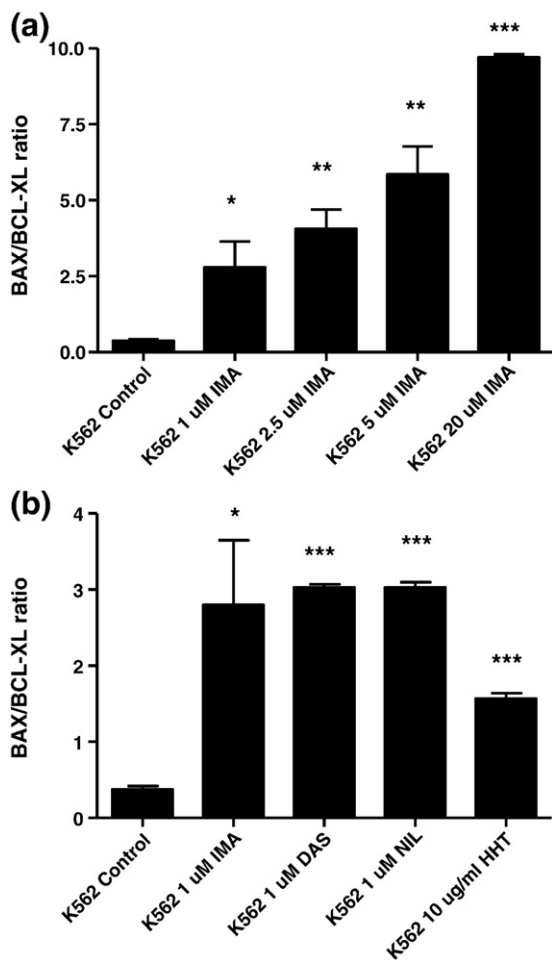 (a)
BAX/BCL-XL ratio
10.0
7.5
5.0
2.5
0.0
*
**
**
***
K562 Control
K562 1 uM IMA
K562 2.5 uM IMA
K562 5 uM IMA
K562 20 uM IMA
(b)
BAX/BCL-XL ratio
4
3
2
1
0
*
***
***
***
K562 Control
K562 1 uM IMA
K562 1 uM DAS
K562 1 uM NIL
K562 10 ug/ml HHT